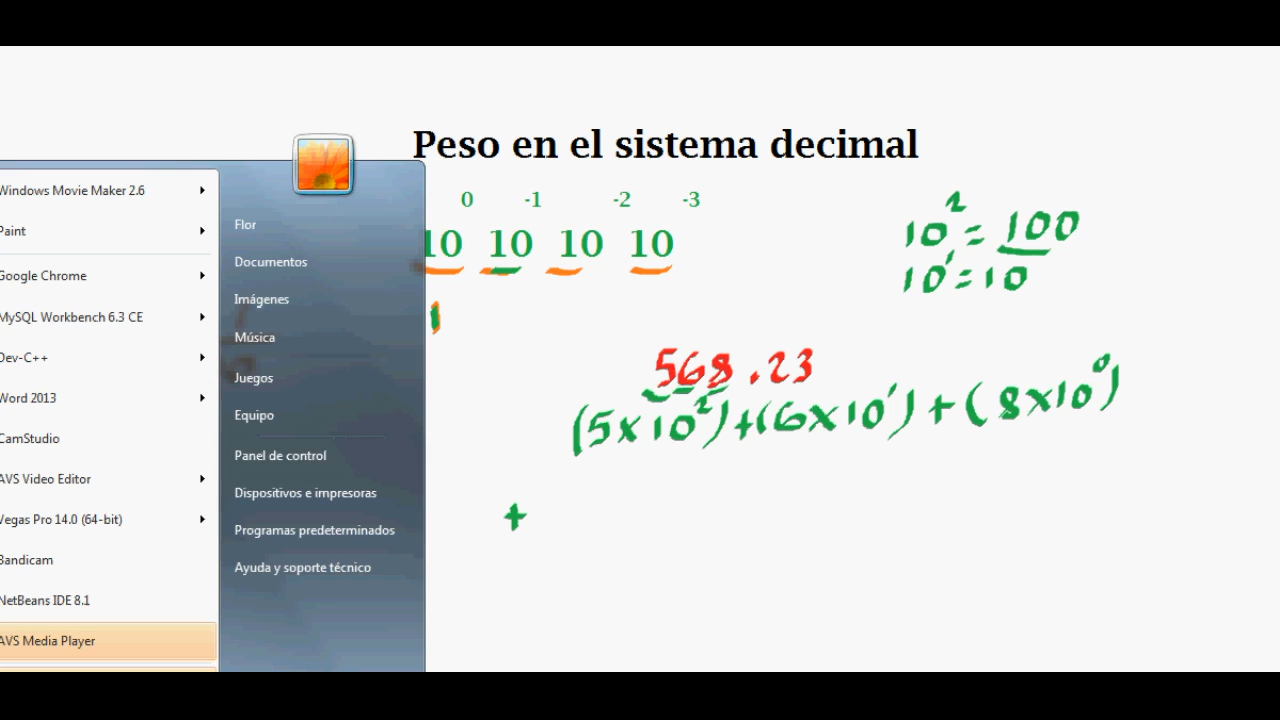 Peso en el sistema decimal
0 -1 -2 -3
10 10 10 10
1
10² = 100
10¹ = 10
568.23
(5x10²)+(6x10¹)+(8x10⁰)
+
Windows Movie Maker 2.6
Paint
Google Chrome
MySQL Workbench 6.3 CE
Dev-C++
Word 2013
CamStudio
AVS Video Editor
Vegas Pro 14.0 (64-bit)
Bandicam
NetBeans IDE 8.1
AVS Media Player
Flor
Documentos
Imágenes
Música
Juegos
Equipo
Panel de control
Dispositivos e impresoras
Programas predeterminados
Ayuda y soporte técnico